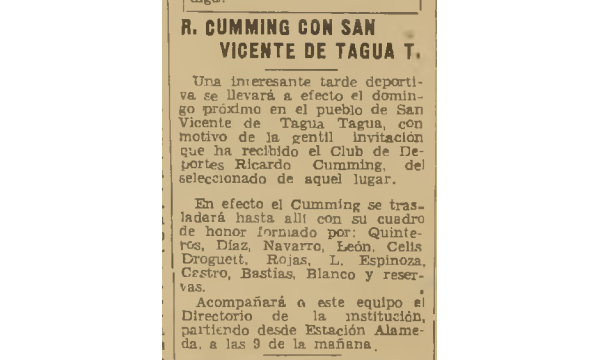 R. CUMMING CON SAN
VICENTE DE TAGUA T.
Una interesante tarde deporti-
va se llevará a efecto el domin-
go próximo en el pueblo de San
Vicente de Tagua Tagua, con
motivo de la gentil invitación
que ha recibido el Club de De-
portes Ricardo Cumming, del
seleccionado de aquel lugar.
En efecto el Cumming se tras-
ladará hasta allí con su cuadro
de honor formado por: Quinte-
ros, Díaz, Navarro, León, Celis
Droguett, Rojas, L. Espinoza,
Castro, Bastías, Blanco y reser-
vas.
Acompañará a este equipo el
Directorio de la institución,
partiendo desde Estación Alame-
da, a las 9 de la mañana.